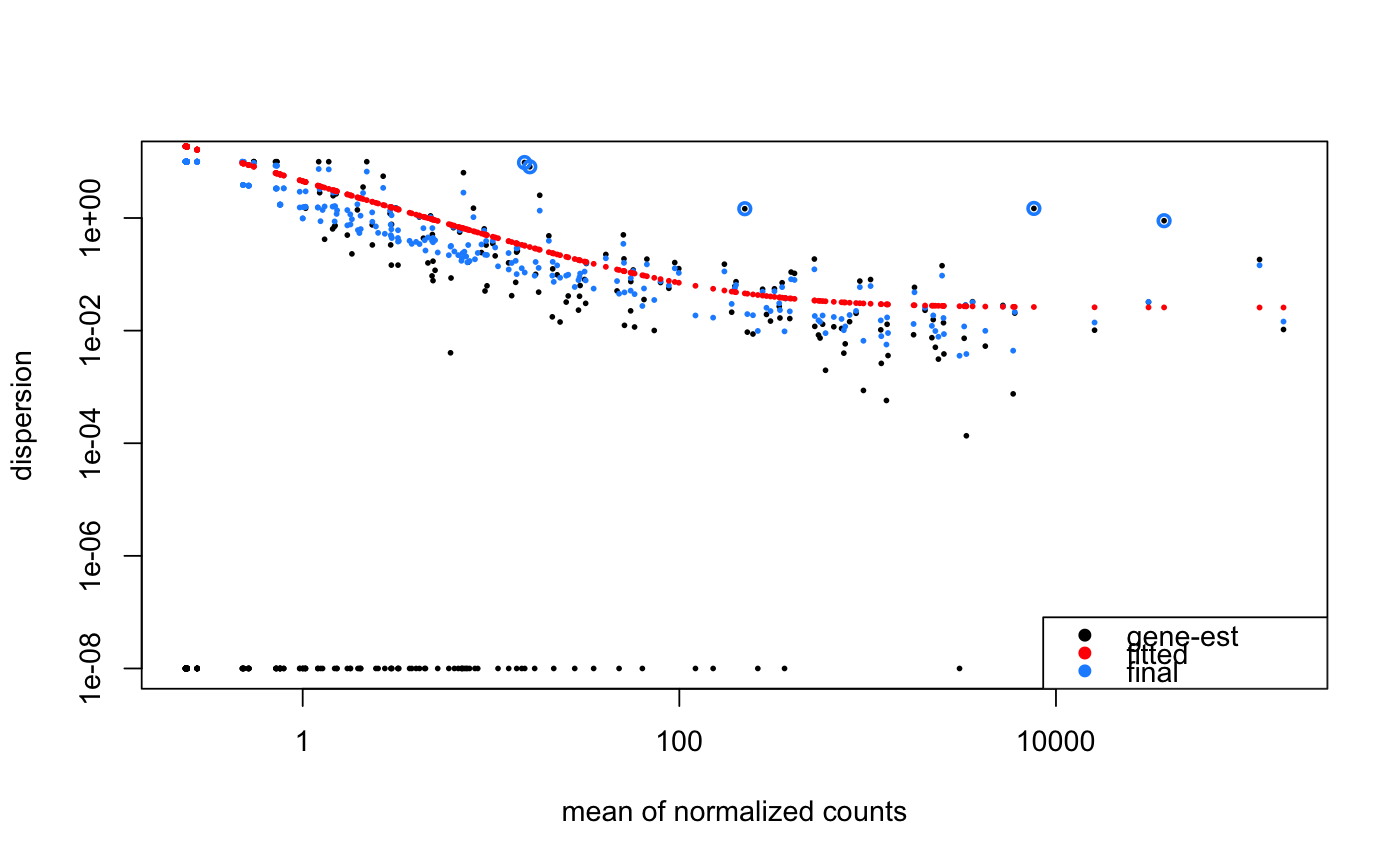 dispersion
1e+00
1e-02
1e-04
1e-06
1e-08
gene-est
fitted
final
1
100
10000
mean of normalized counts